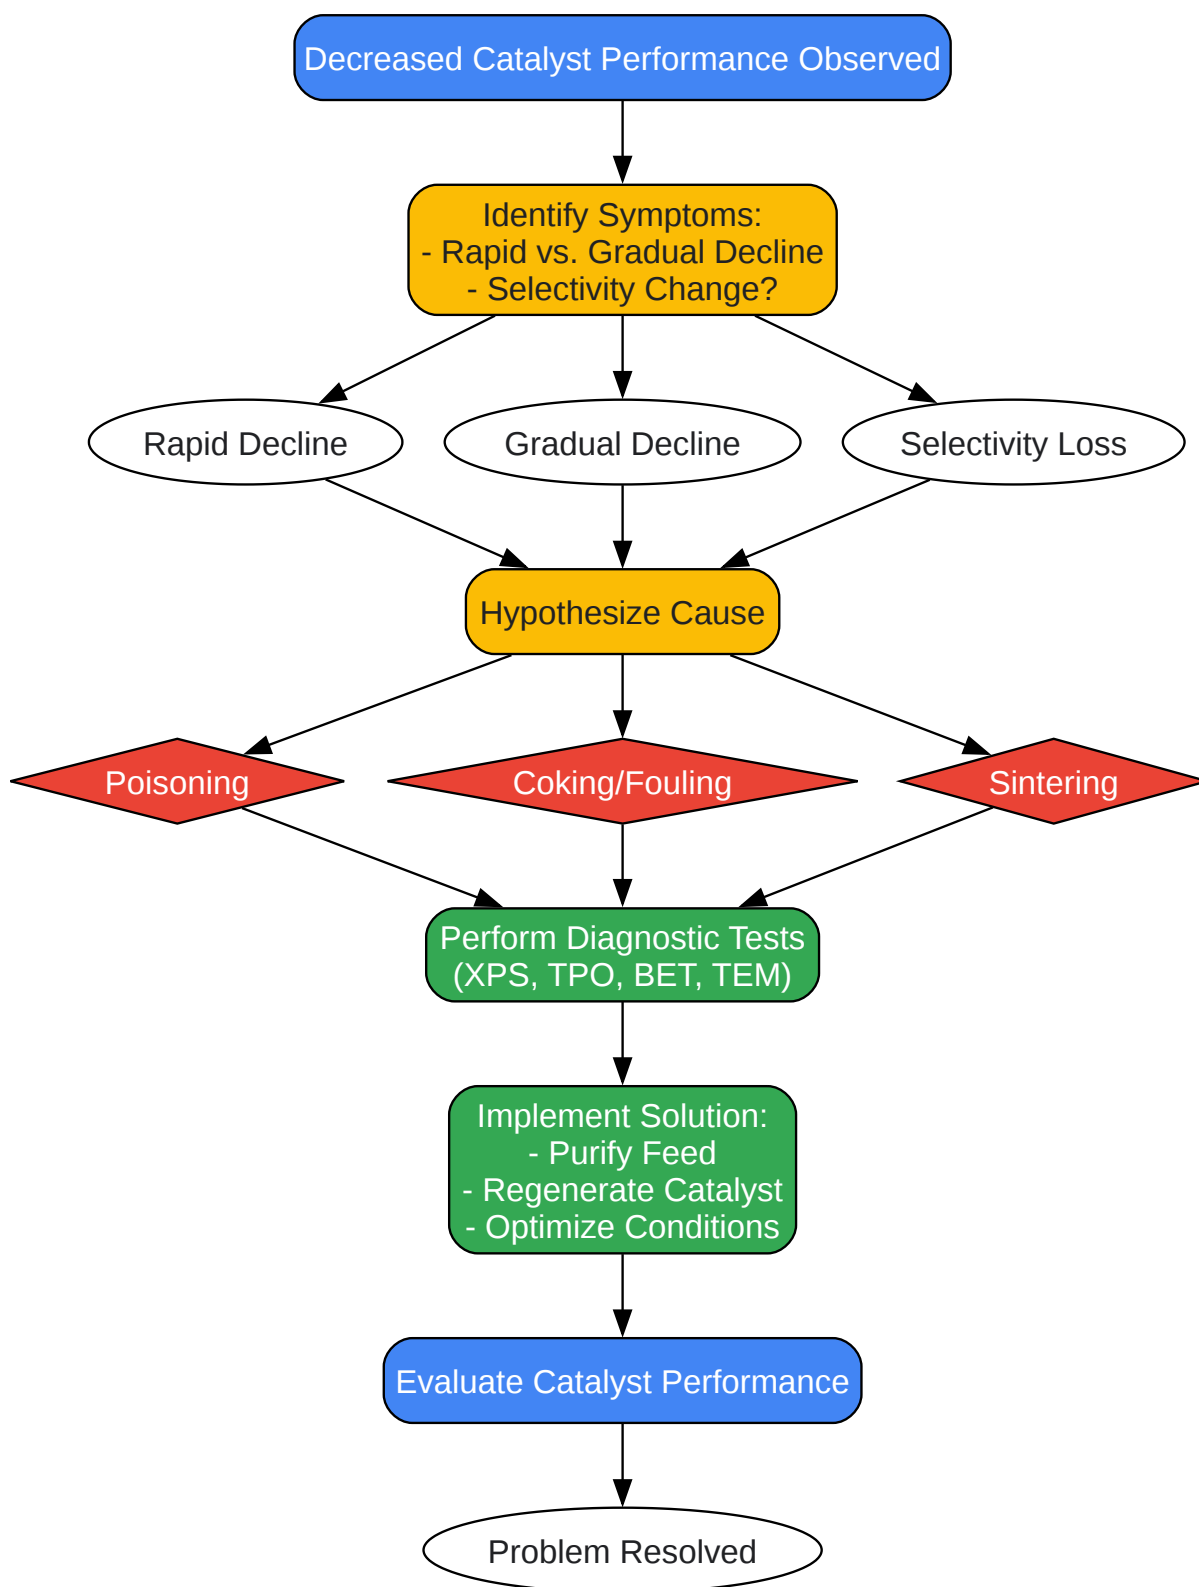 Decreased Catalyst Performance Observed
Identify Symptoms:
- Rapid vs. Gradual Decline
- Selectivity Change?
Rapid Decline
Gradual Decline
Selectivity Loss
Hypothesize Cause
Poisoning
Coking/Fouling
Sintering
Perform Diagnostic Tests
(XPS, TPO, BET, TEM)
Implement Solution:
- Purify Feed
- Regenerate Catalyst
- Optimize Conditions
Evaluate Catalyst Performance
Problem Resolved